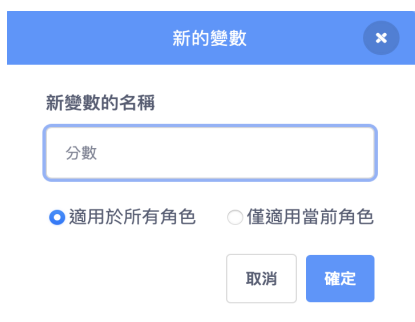 新的變數
新變數的名稱
分數
適用於所有角色 僅適用當前角色
取消 確定